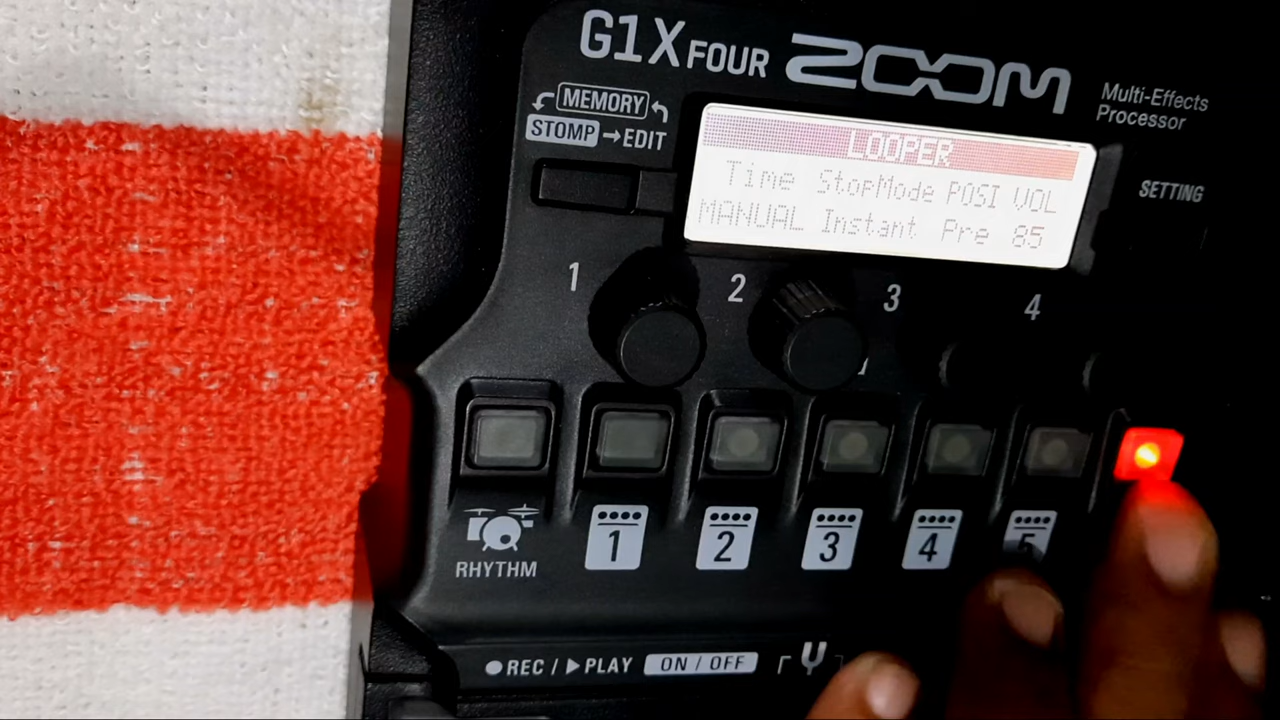 G1X FOUR ZOOM
Multi-Effects
Processor
MEMORY
STOMP → EDIT
LOOPER
Time StopMode POSI VOL
MANUAL Instant Pre 85
SETTING
1 2 3 4
1 2 3 4 5
RHYTHM
●REC / ▶PLAY ON / OFF